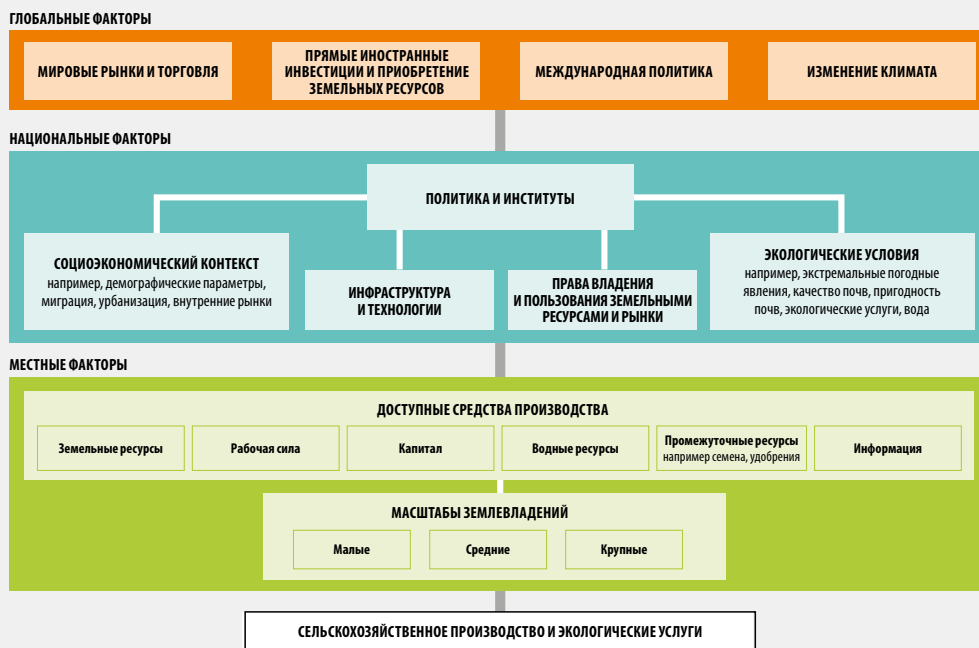 ГЛОБАЛЬНЫЕ ФАКТОРЫ
МИРОВЫЕ РЫНКИ И ТОРГОВЛЯ
ПРЯМЫЕ ИНОСТРАННЫЕ
ИНВЕСТИЦИИ И ПРИОБРЕТЕНИЕ
ЗЕМЕЛЬНЫХ РЕСУРСОВ
МЕЖДУНАРОДНАЯ ПОЛИТИКА
ИЗМЕНЕНИЕ КЛИМАТА
НАЦИОНАЛЬНЫЕ ФАКТОРЫ
ПОЛИТИКА И ИНСТИТУТЫ
СОЦИОЭКОНОМИЧЕСКИЙ КОНТЕКСТ
например, демографические параметры,
миграция, урбанизация, внутренние рынки
ИНФРАСТРУКТУРА
И ТЕХНОЛОГИИ
ПРАВА ВЛАДЕНИЯ
И ПОЛЬЗОВАНИЯ ЗЕМЕЛЬНЫМИ
РЕСУРСАМИ И РЫНКИ
ЭКОЛОГИЧЕСКИЕ УСЛОВИЯ
например, экстремальные погодные
явления, качество почв, пригодность
почв, экологические услуги, вода
МЕСТНЫЕ ФАКТОРЫ
ДОСТУПНЫЕ СРЕДСТВА ПРОИЗВОДСТВА
Земельные ресурсы
Рабочая сила
Капитал
Водные ресурсы
Промежуточные ресурсы
например семена, удобрения
Информация
МАСШТАБЫ ЗЕМЛЕВЛАДЕНИЙ
Малые
Средние
Крупные
СЕЛЬСКОХОЗЯЙСТВЕННОЕ ПРОИЗВОДСТВО И ЭКОЛОГИЧЕСКИЕ УСЛУГИ